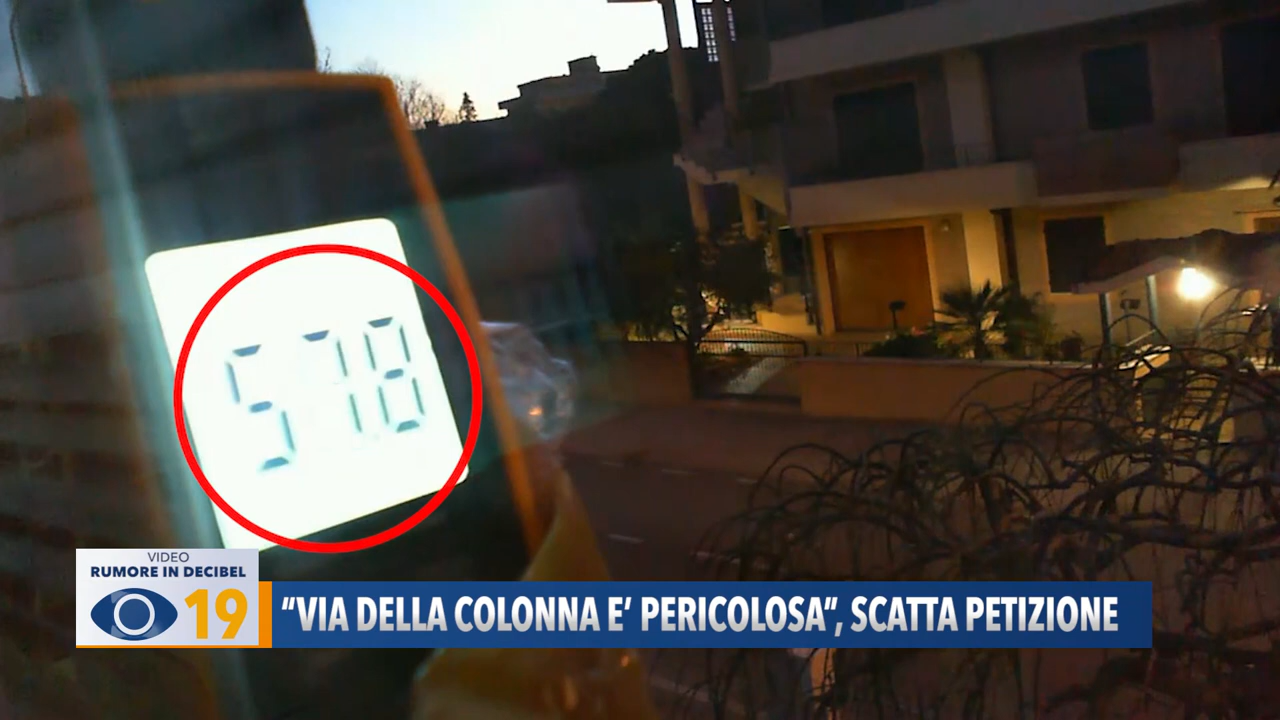 57.8
VIDEO
RUMORE IN DECIBEL
19
“VIA DELLA COLONNA E’ PERICOLOSA“, SCATTA PETIZIONE